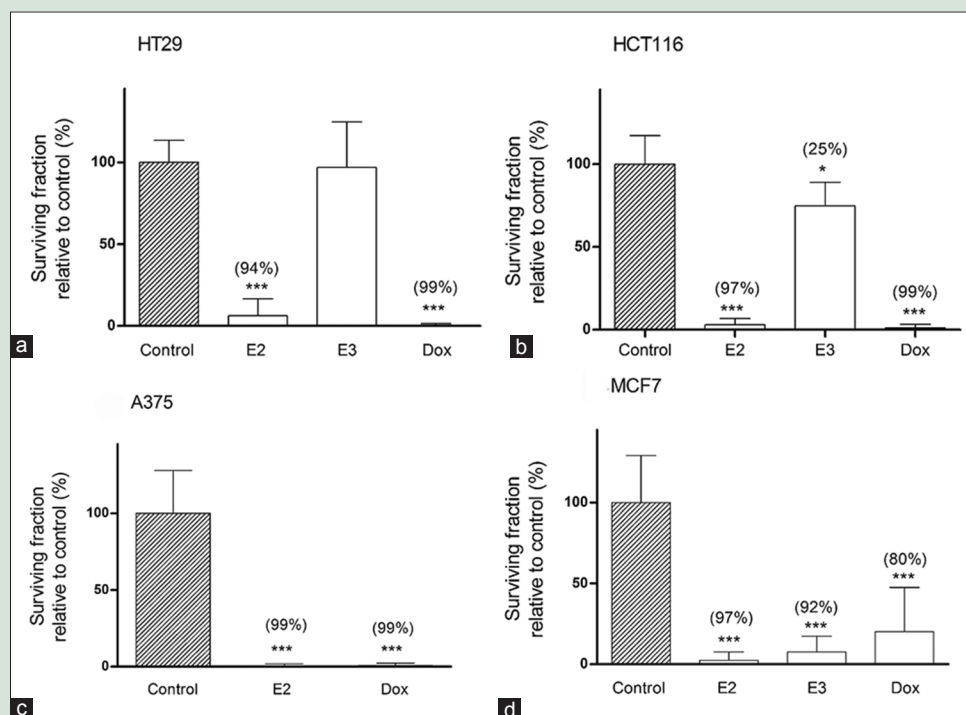 HT29
Surviving fraction
relative to control (%)
100
50
0
(94%)
***
(99%)
***
Control E2 E3 Dox
a
HCT116
Surviving fraction
relative to control (%)
100
50
0
(97%)
***
(25%)
*
(99%)
***
Control E2 E3 Dox
b
A375
Surviving fraction
relative to control (%)
100
50
0
(99%)
***
(99%)
***
Control E2 Dox
c
MCF7
Surviving fraction
relative to control (%)
100
50
0
(97%)
***
(92%)
***
(80%)
***
Control E2 E3 Dox
d